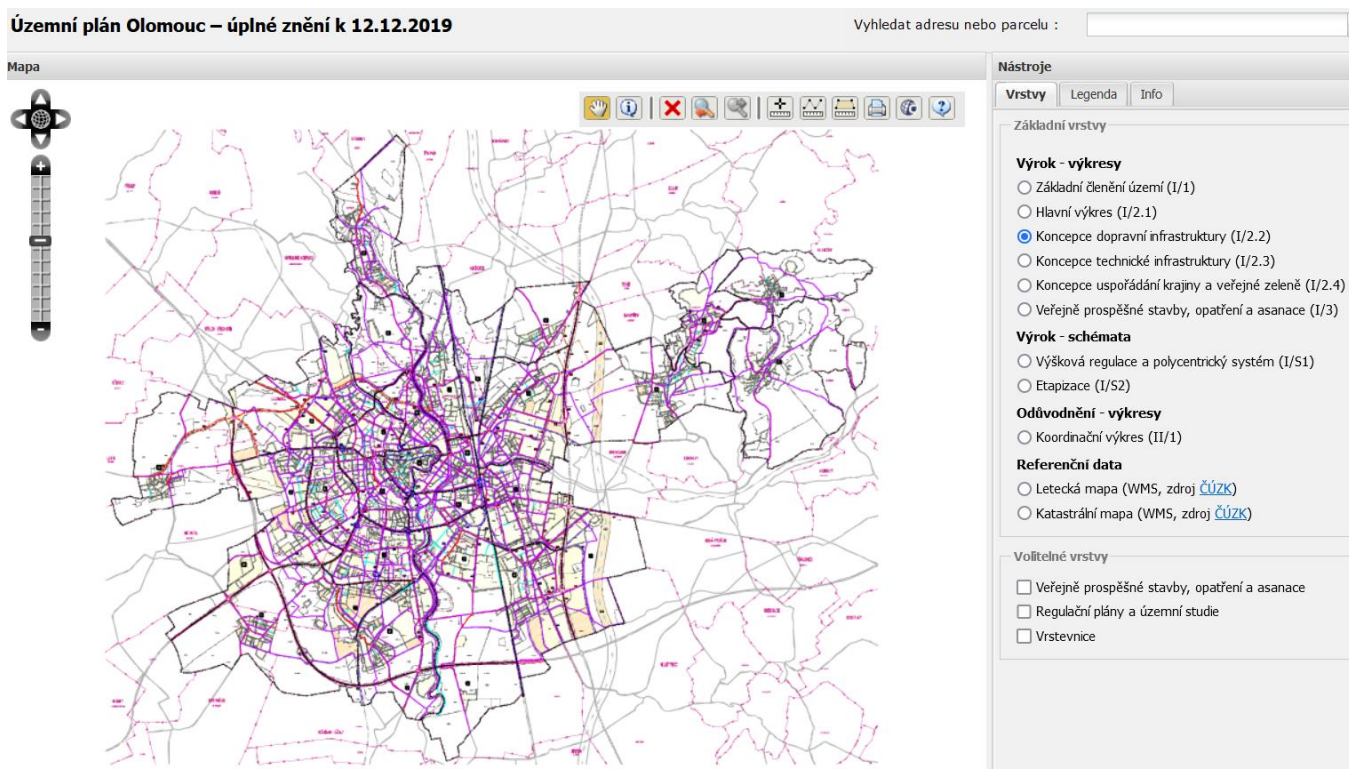 Územní plán Olomouc – úplné znění k 12.12.2019
Vyhledat adresu nebo parcelu :
Mapa
Nástroje
Vrstvy
Legenda
Info
Základní vrstvy
Výrok - výkresy
Základní členění území (I/1)
Hlavní výkres (I/2.1)
Koncepce dopravní infrastruktury (I/2.2)
Koncepce technické infrastruktury (I/2.3)
Koncepce uspořádání krajiny a veřejné zeleně (I/2.4)
Veřejně prospěšné stavby, opatření a asanace (I/3)
Výrok - schémata
Výšková regulace a polycentrický systém (I/S1)
Etapizace (I/S2)
Odůvodnění - výkresy
Koordinační výkres (II/1)
Referenční data
Letecká mapa (WMS, zdroj ČÚZK)
Katastrální mapa (WMS, zdroj ČÚZK)
Volitelné vrstvy
Veřejně prospěšné stavby, opatření a asanace
Regulační plány a územní studie
Vrstevnice